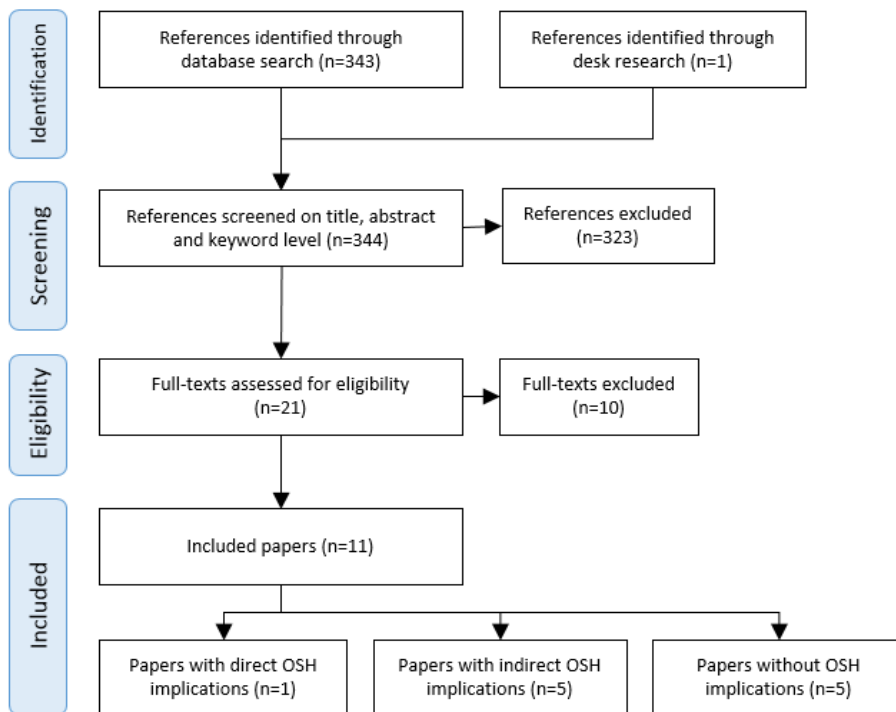 Identification
References identified through
database search (n=343)
References identified through
desk research (n=1)
Screening
References screened on title, abstract
and keyword level (n=344)
References excluded
(n=323)
Eligibility
Full-texts assessed for eligibility
(n=21)
Full-texts excluded
(n=10)
Included
Included papers (n=11)
Papers with direct OSH
implications (n=1)
Papers with indirect OSH
implications (n=5)
Papers without OSH
implications (n=5)